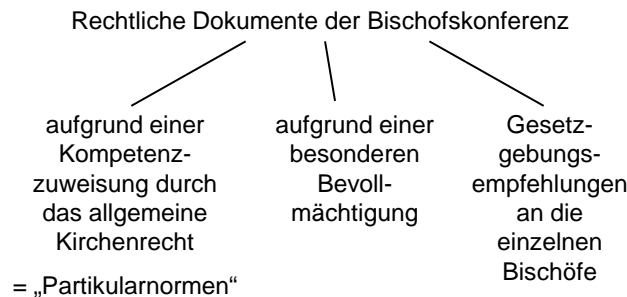 Rechtliche Dokumente der Bischofskonferenz
aufgrund einer
Kompetenz-
zuweisung durch
das allgemeine
Kirchenrecht
= „Partikularnormen“
aufgrund einer
besonderen
Bevoll-
mächtigung
Gesetz-
gebungs-
empfehlungen
an die
einzelnen
Bischöfe